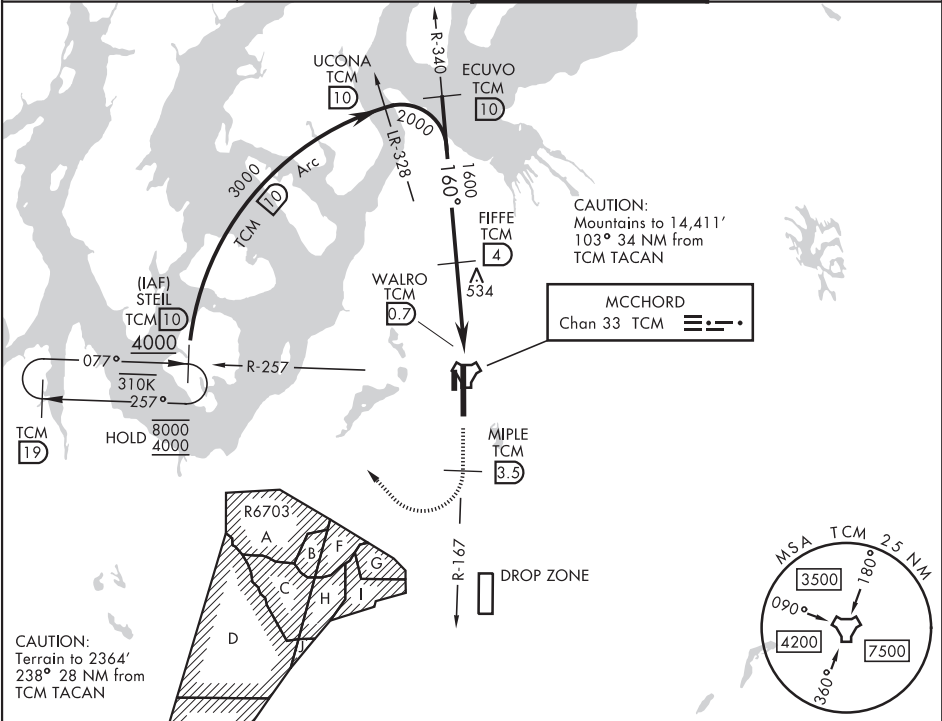 R-340
UCONA
TCM
10
ECUVO
TCM
10
2000
LR-328
3000
Arc
TCM
10
1600
160°
FIFFE
TCM
4
534
CAUTION:
Mountains to 14,411'
103° 34 NM from
TCM TACAN
WALRO
TCM
0.7
MCCHORD
Chan 33 TCM
(IAF)
STEIL
TCM 10
4000
077°
R-257
310K
257°
TCM
19
HOLD 8000
4000
MIPLE
TCM
3.5
R-167
DROP ZONE
R6703
A
B
F
G
C
H
I
D
J
CAUTION:
Terrain to 2364'
238° 28 NM from
TCM TACAN
MSA TCM 25 NM
3500
180°
090°
4200
7500
360°